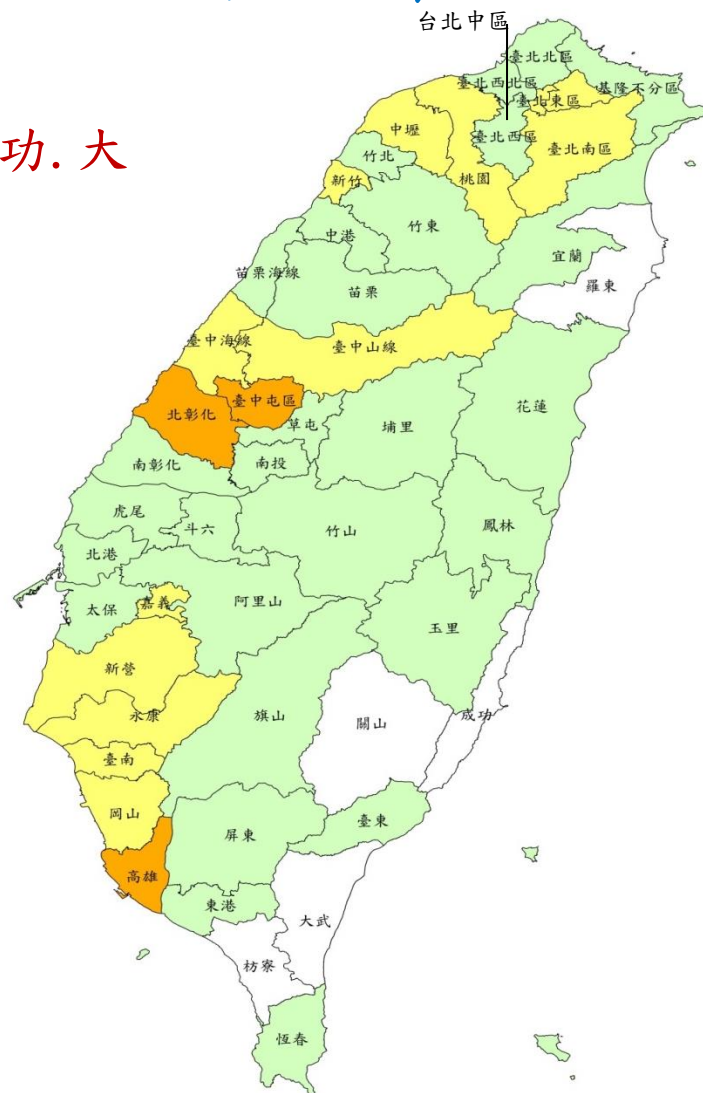 台北中區
臺北北區
臺北西北區
基隆不分區
臺北東區
功.大
中壢
臺北西區
臺北南區
竹北
新竹
桃園
竹東
中港
宜蘭
苗栗海線
羅東
苗栗
臺中海線
臺中山線
臺中屯區
花蓮
北彰化
草屯
埔里
南彰化
南投
虎尾
斗六
竹山
鳳林
北港
太保
嘉義
阿里山
玉里
新營
永康
旗山
關山
成功
臺南
岡山
屏東
臺東
高雄
東港
大武
枋寮
恆春